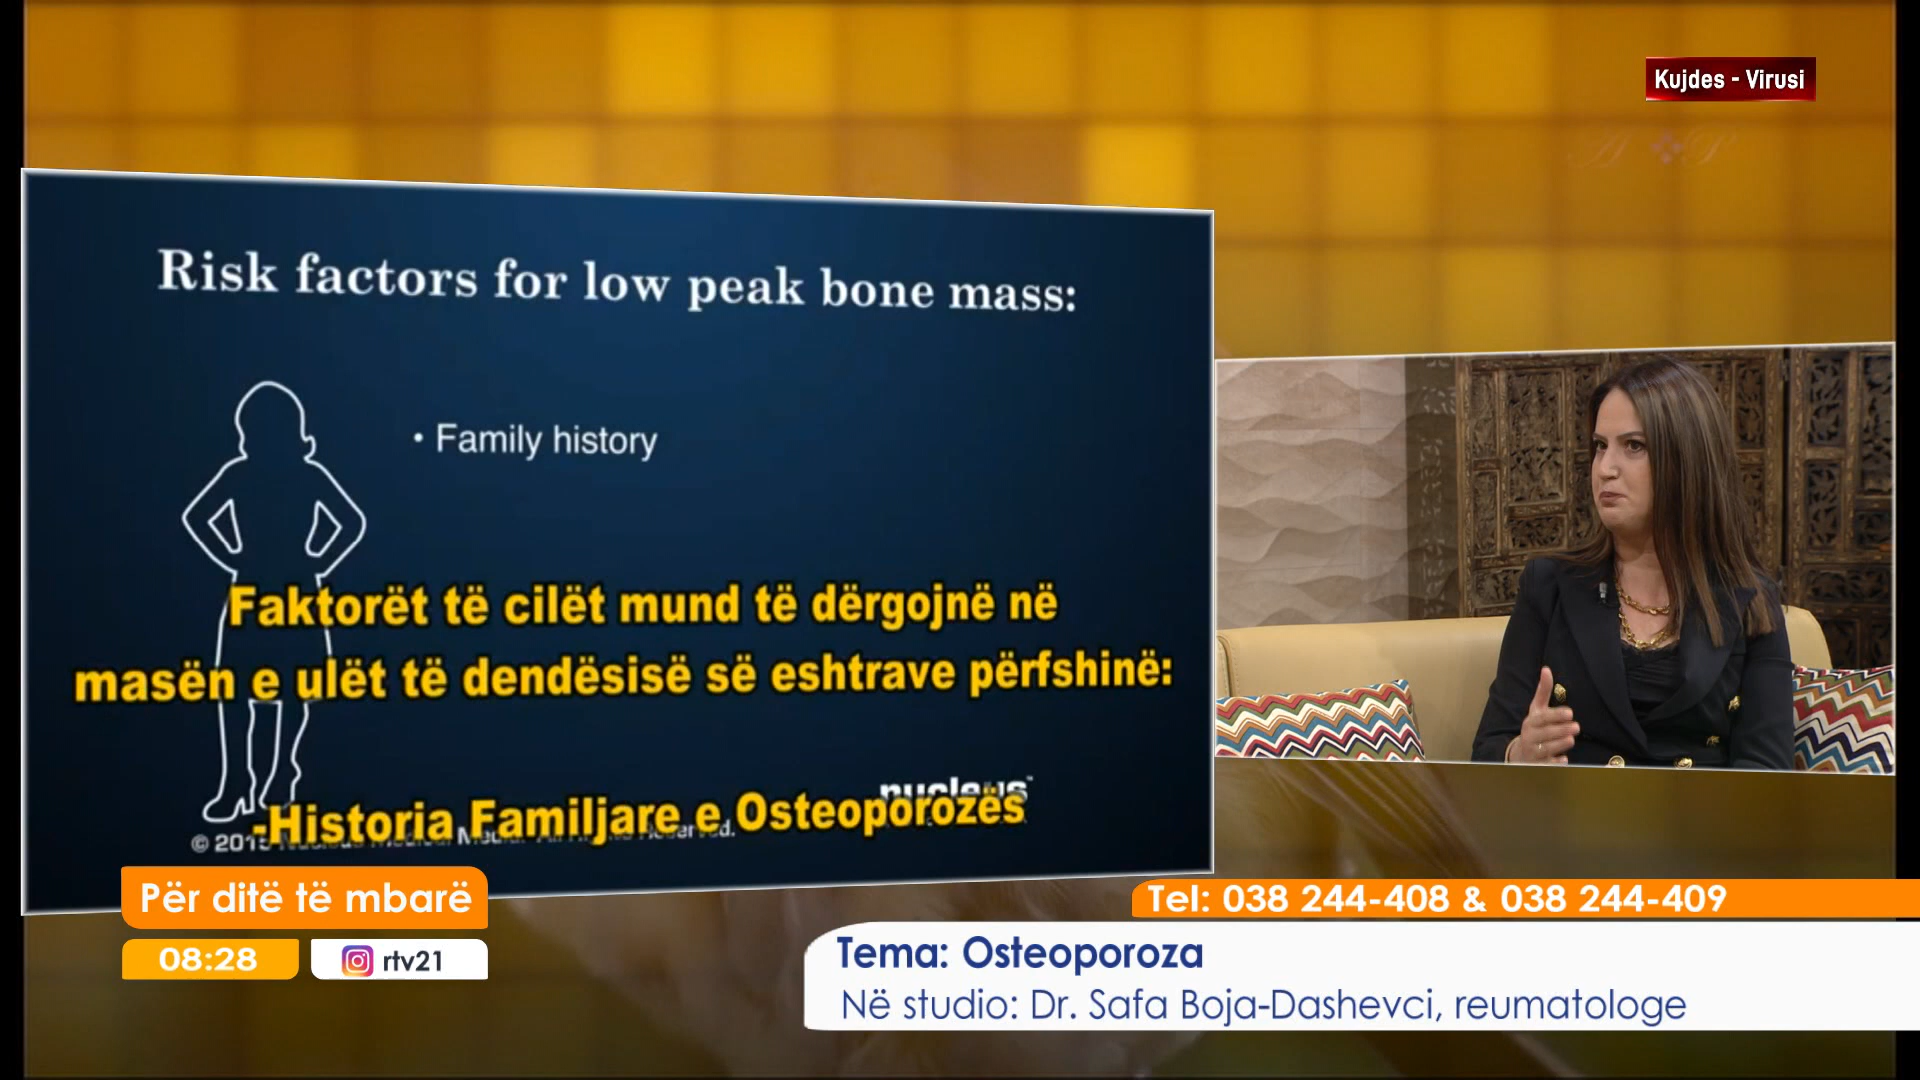 Kujdes - Virusi
Risk factors for low peak bone mass:
• Family history
Faktorët të cilët mund të dërgojnë në
masën e ulët të dendësisë së eshtrave përfshinë:
nucleus
-Historia Familjare e Osteoporozës
© 2015
Për ditë të mbarë
08:28
rtv21
Tel: 038 244-408 & 038 244-409
Tema: Osteoporoza
Në studio: Dr. Safa Boja-Dashevci, reumatologe